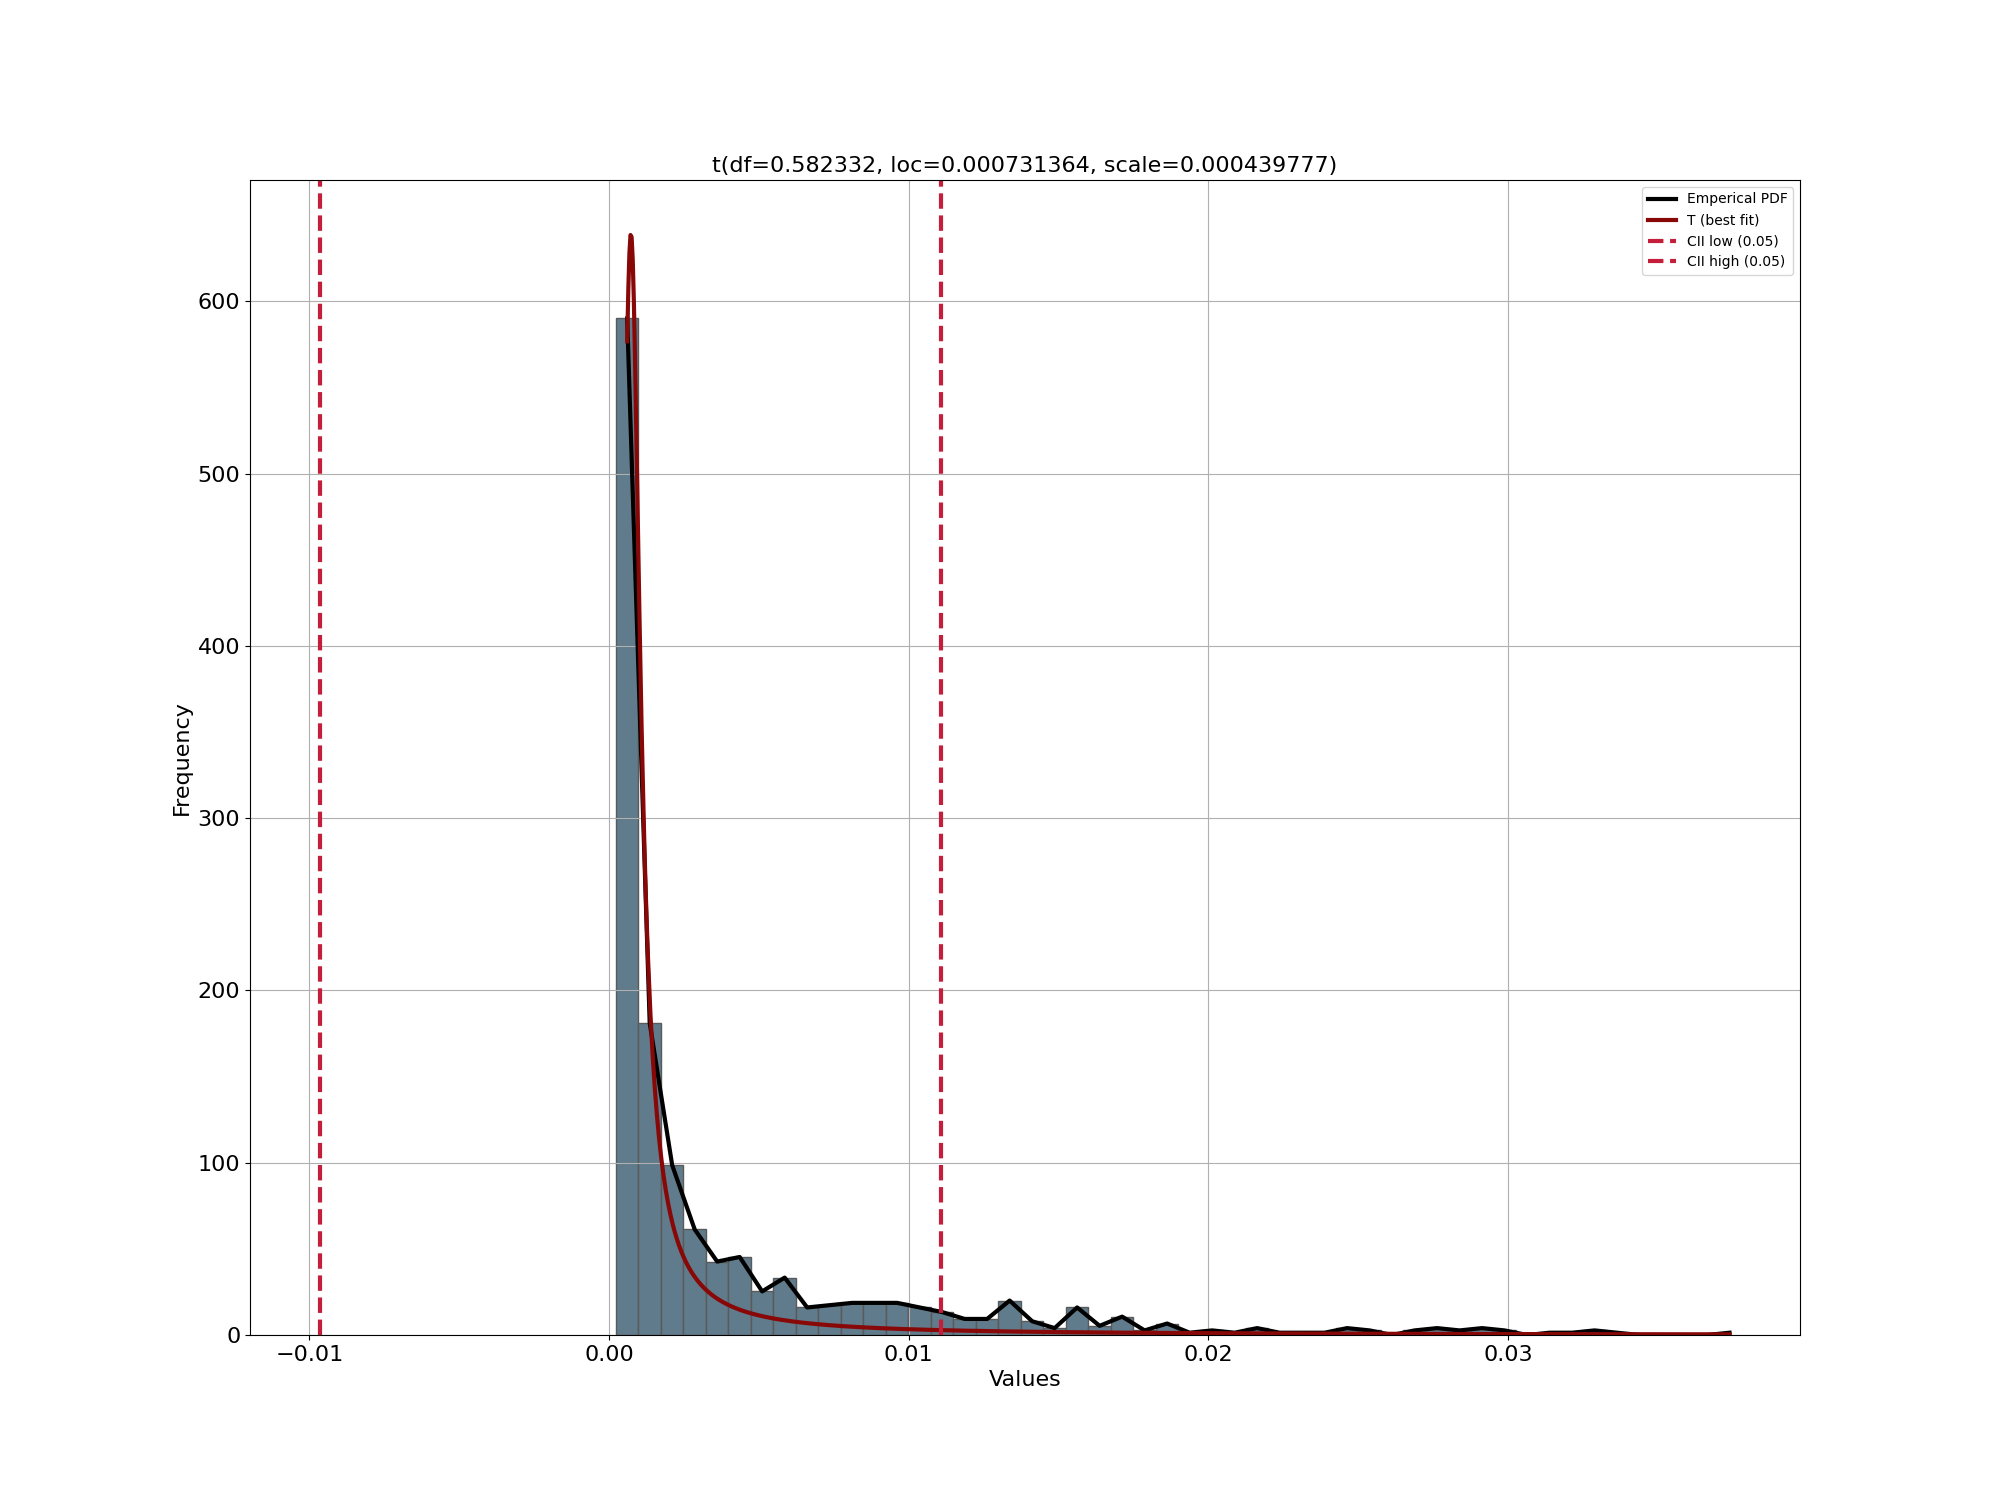 t(df=0.582332, loc=0.000731364, scale=0.000439777)
Emperical PDF
T (best fit)
CII low (0.05)
CII high (0.05)
600
500
400
300
200
100
0
Frequency
−0.01
0.00
0.01
0.02
0.03
Values